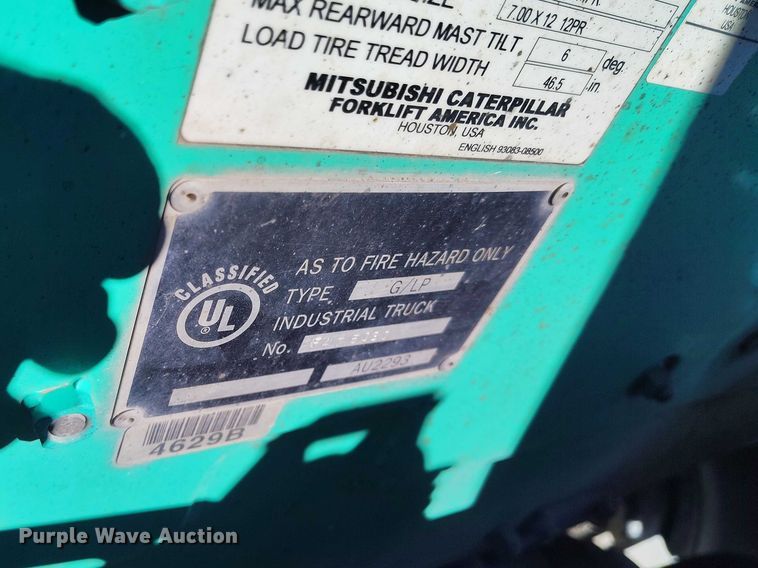 7.00 X 12 12PR
MAX REARWARD MAST TILT 6 deg.
LOAD TIRE TREAD WIDTH 46.5 in.
MITSUBISHI CATERPILLAR
FORKLIFT AMERICA INC.
HOUSTON, USA
ENGLISH 93083-08500
HOUSTON
USA
CLASSIFIED
UL
®
AS TO FIRE HAZARD ONLY
TYPE G/LP
INDUSTRIAL TRUCK
No.
AU2293
4629B
Purple Wave Auction